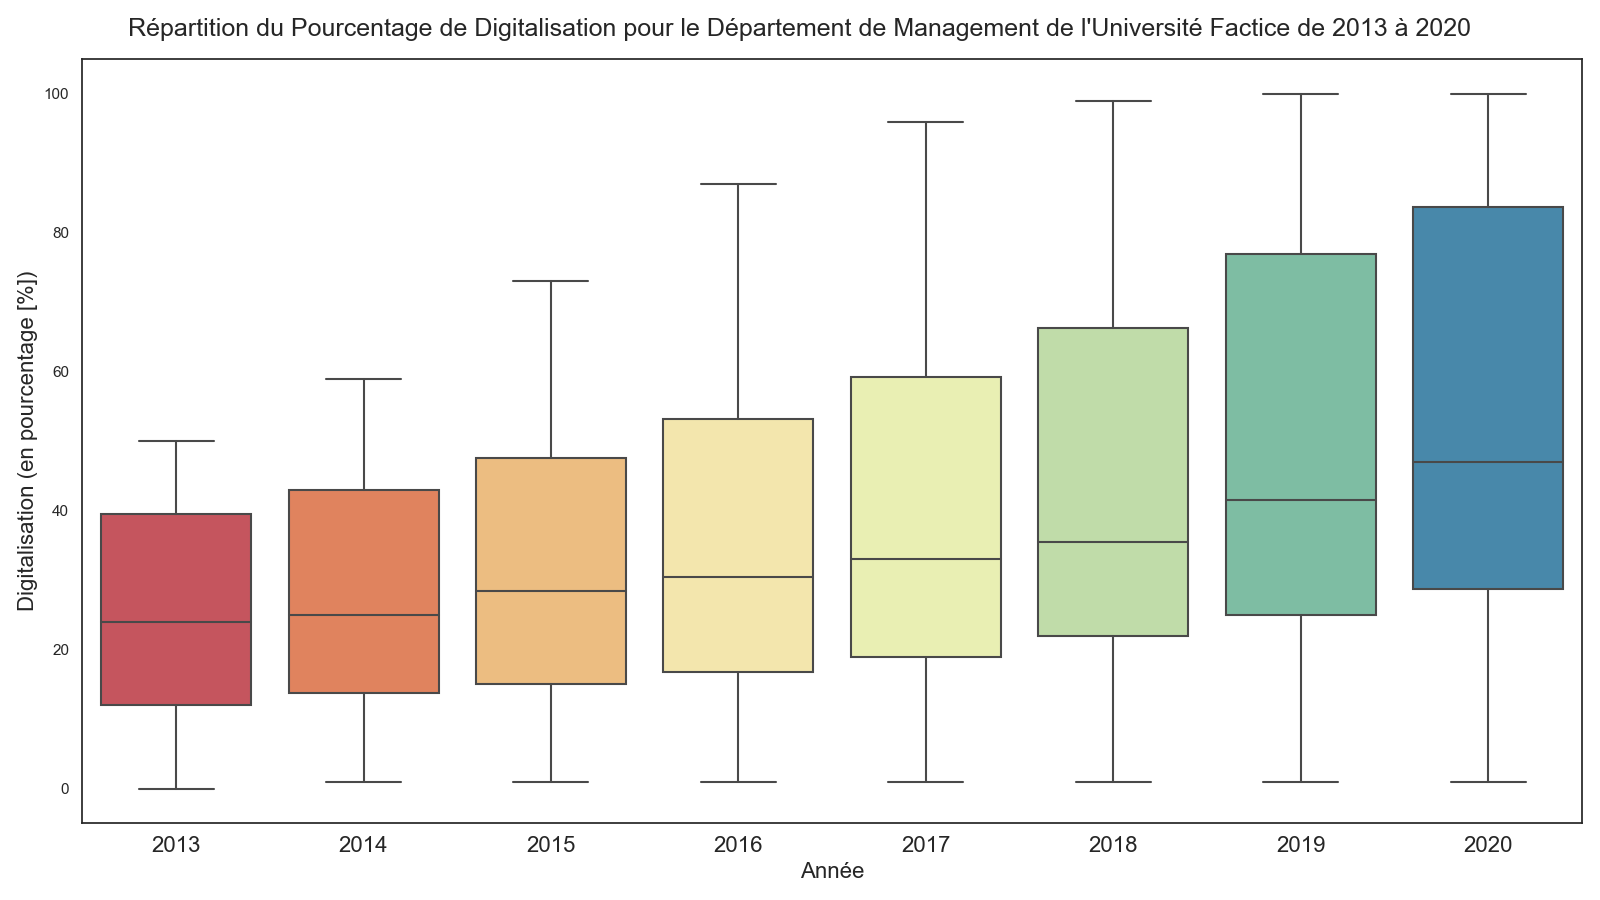 Répartition du Pourcentage de Digitalisation pour le Département de Management de l'Université Factice de 2013 à 2020
Digitalisation (en pourcentage [%])
100
80
60
40
20
0
2013 2014 2015 2016 2017 2018 2019 2020
Année